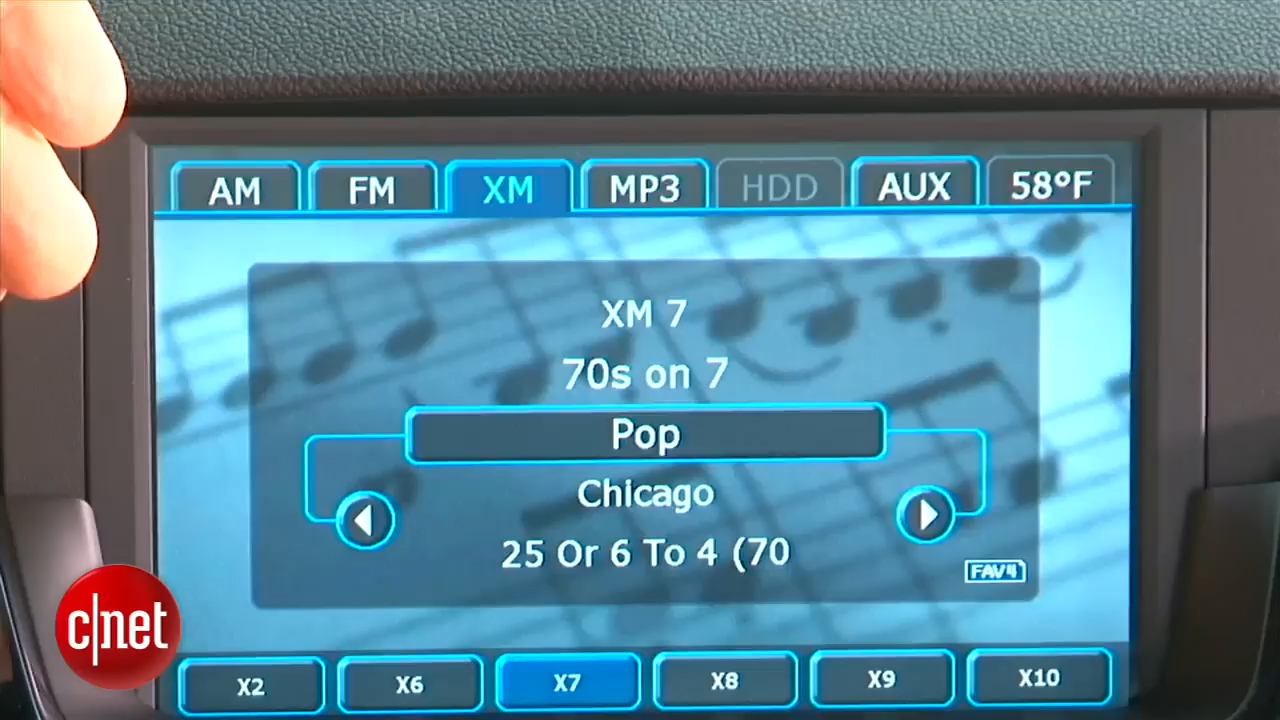 AM FM XM MP3 HDD AUX 58°F
XM 7
70s on 7
Pop
Chicago
25 Or 6 To 4 (70
FAV4
c|net
X2 X6 X7 X8 X9 X10